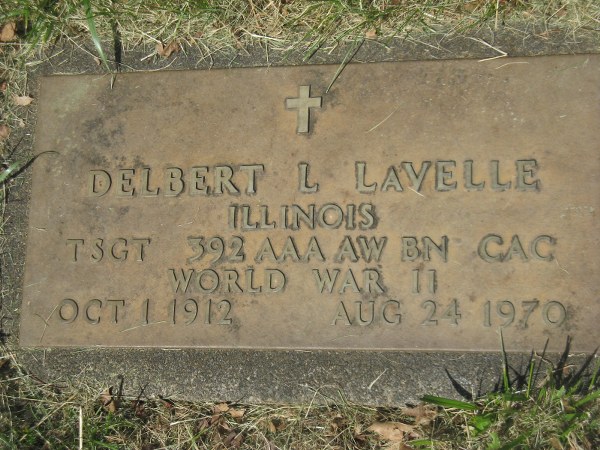 DELBERT L LAVELLE
ILLINOIS
TSGT 392 AAA AW BN CAC
WORLD WAR II
OCT 1 1912 AUG 24 1970